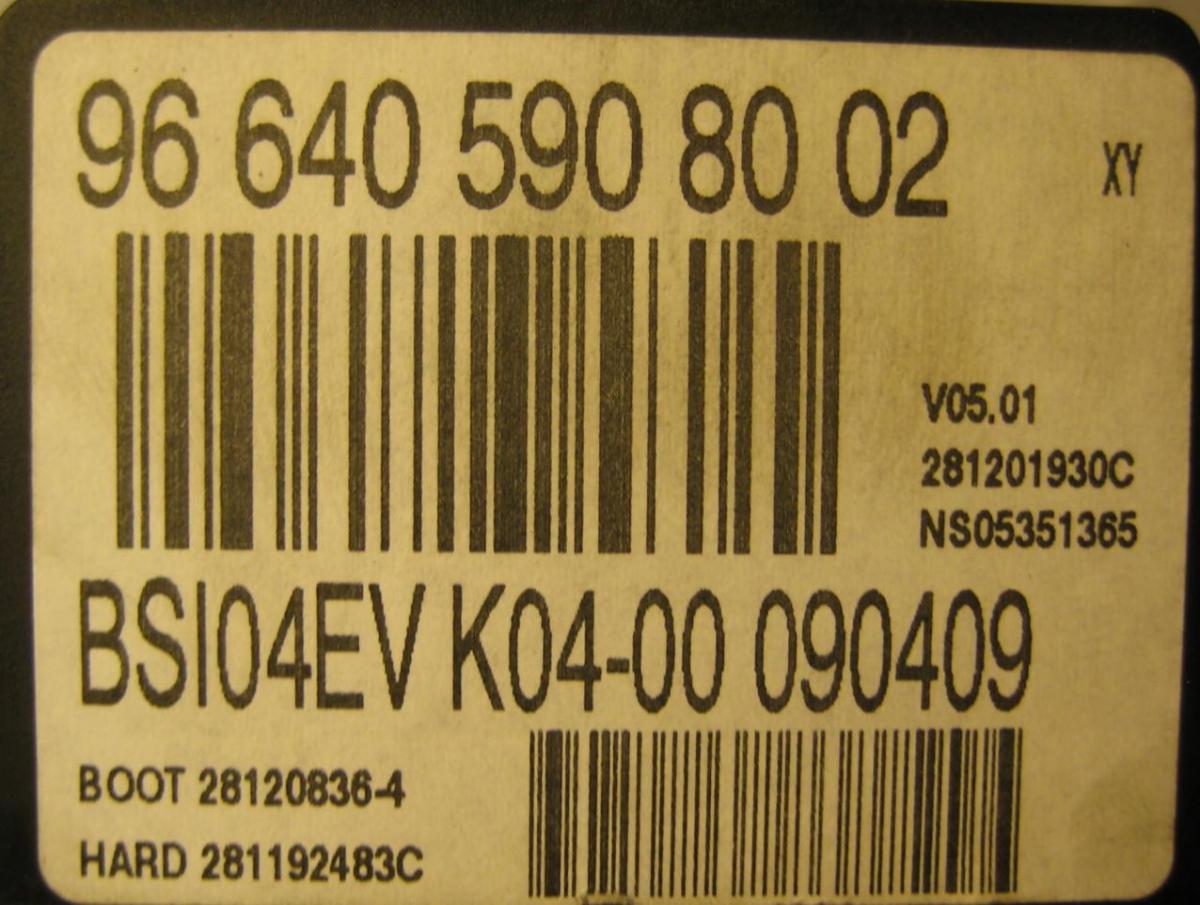 96 640 590 80 02
XY
V05.01
281201930C
NS05351365
BSI04EV K04-00 090409
BOOT 28120836-4
HARD 281192483C